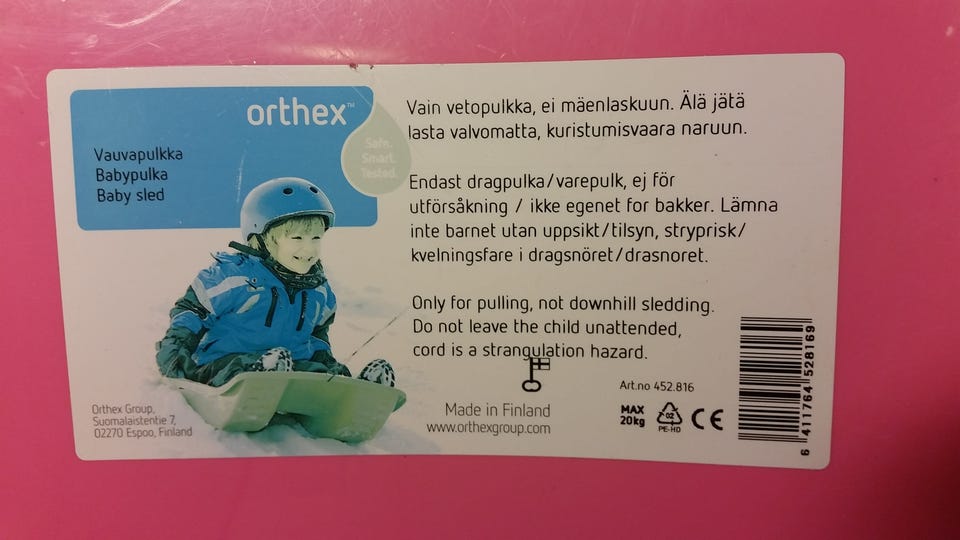 orthex™
Safe.
Smart.
Tested.
Vauvapulkka
Babypulka
Baby sled
Vain vetopulkka, ei mäenlaskuun. Älä jätä
lasta valvomatta, kuristumisvaara naruun.
Endast dragpulka/varepulk, ej för
utförsåkning / ikke egenet for bakker. Lämna
inte barnet utan uppsikt/tilsyn, stryprisk/
kvelningsfare i dragsnöret/drasnoret.
Only for pulling, not downhill sledding.
Do not leave the child unattended,
cord is a strangulation hazard.
Orthex Group,
Suomalaistentie 7,
02270 Espoo, Finland
Made in Finland
www.orthexgroup.com
Art.no 452.816
MAX
20kg
02
PE-HD
CE
6 411764 528169